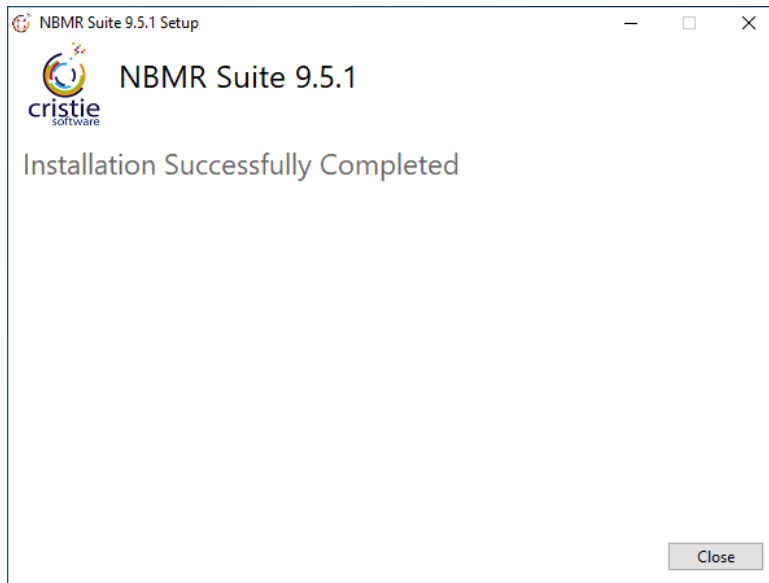 NBMR Suite 9.5.1 Setup
NBMR Suite 9.5.1
cristie
software
Installation Successfully Completed
Close